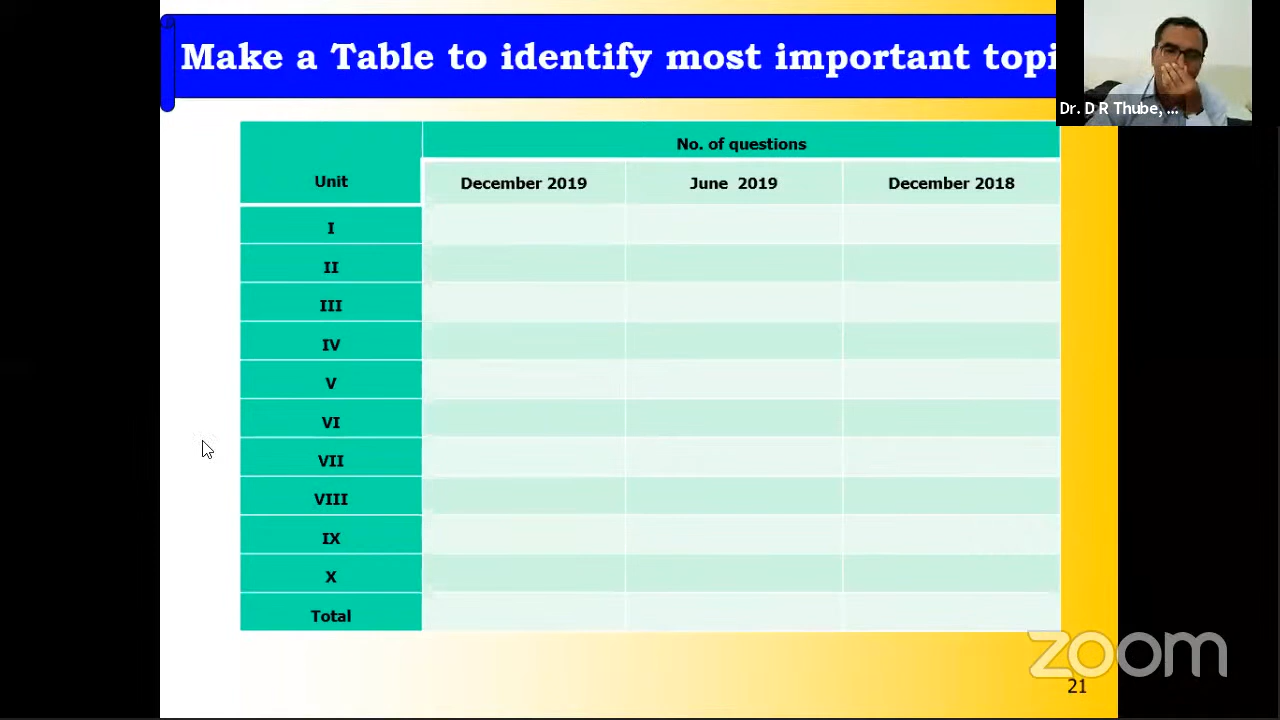 Make a Table to identify most important topi
Dr. D R Thube, ...
No. of questions
Unit
December 2019
June 2019
December 2018
I
II
III
IV
V
VI
VII
VIII
IX
X
Total
zoom
21